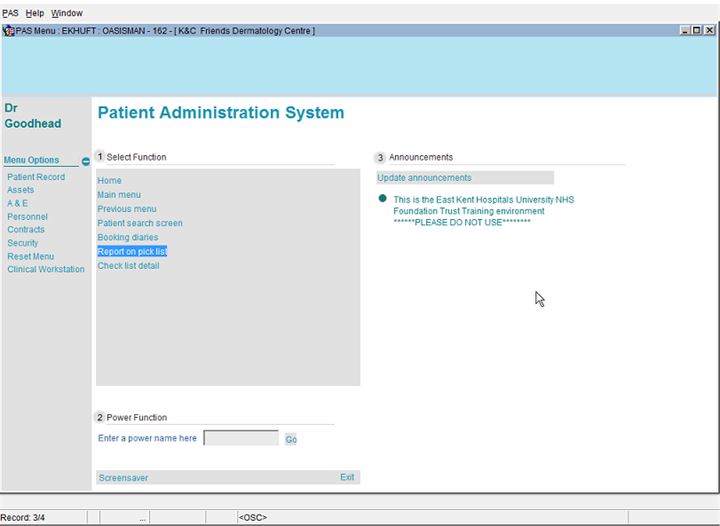 PAS Help Window
PAS Menu : EKHUFT : OASISMAN - 162 - [ K&C Friends Dermatology Centre ]
Dr
Goodhead
Patient Administration System
Menu Options
Patient Record
Assets
A & E
Personnel
Contracts
Security
Reset Menu
Clinical Workstation
1 Select Function
Home
Main menu
Previous menu
Patient search screen
Booking diaries
Report on pick list
Check list detail
2 Power Function
Enter a power name here
Go
Screensaver
Exit
3 Announcements
Update announcements
This is the East Kent Hospitals University NHS
Foundation Trust Training environment
******PLEASE DO NOT USE********
Record: 3/4
...
<OSC>